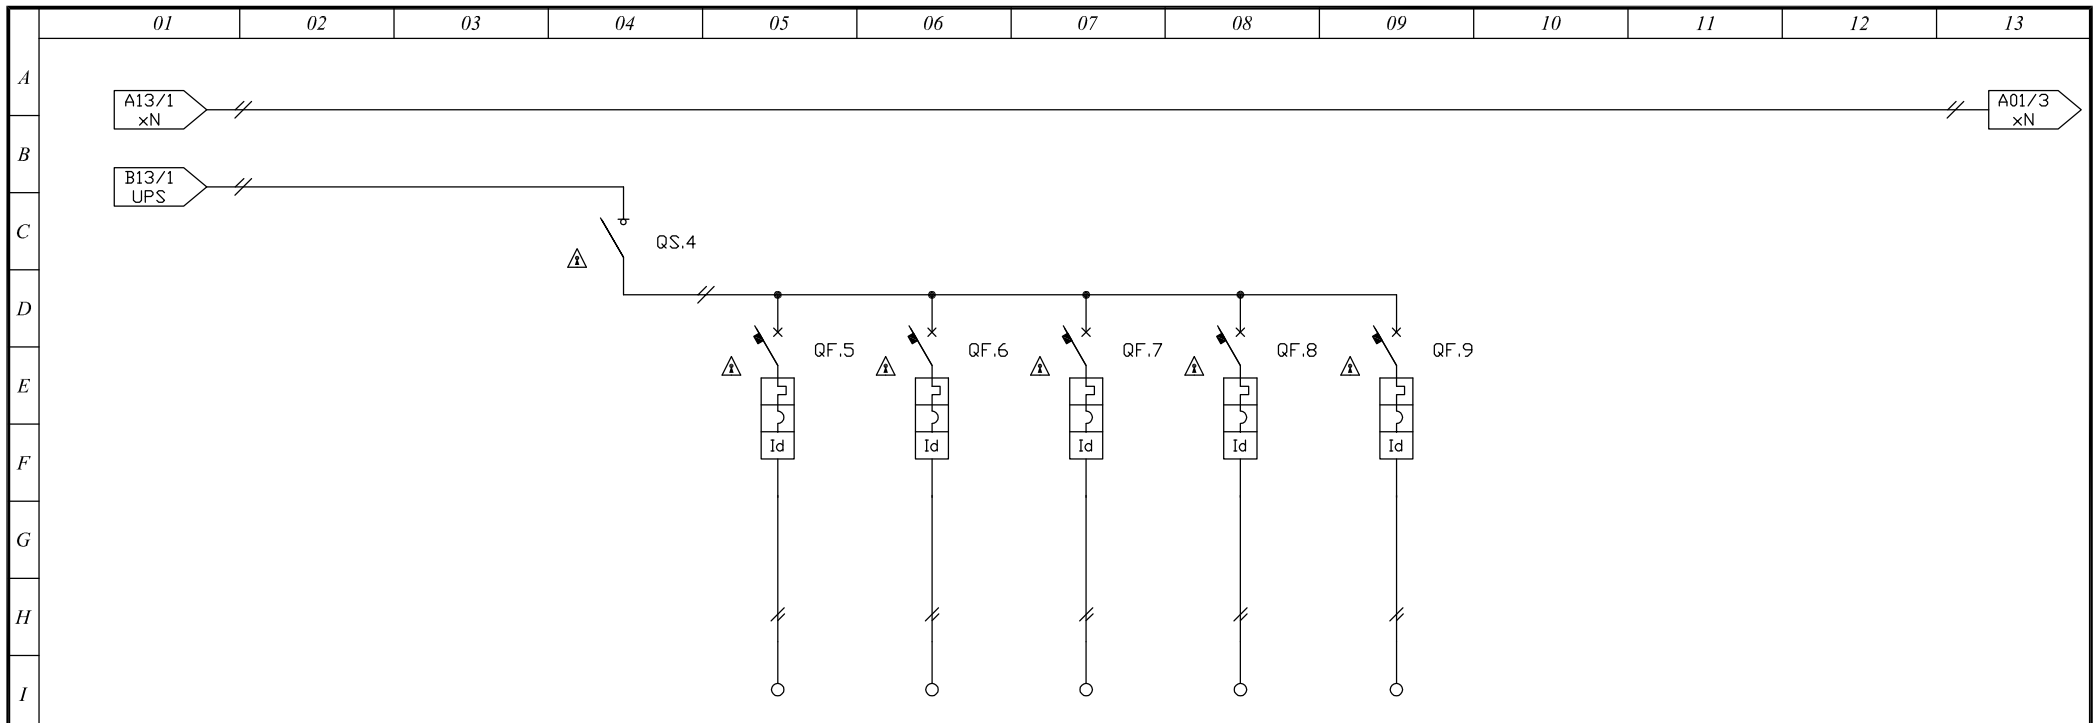 01 02 03 04 05 06 07 08 09 10 11 12 13
A
A13/1
xN
A01/3
xN
B
B13/1
UPS
C
QS.4
D
QF.5 QF.6 QF.7 QF.8 QF.9
E
Id Id Id Id Id
F
G
H
I